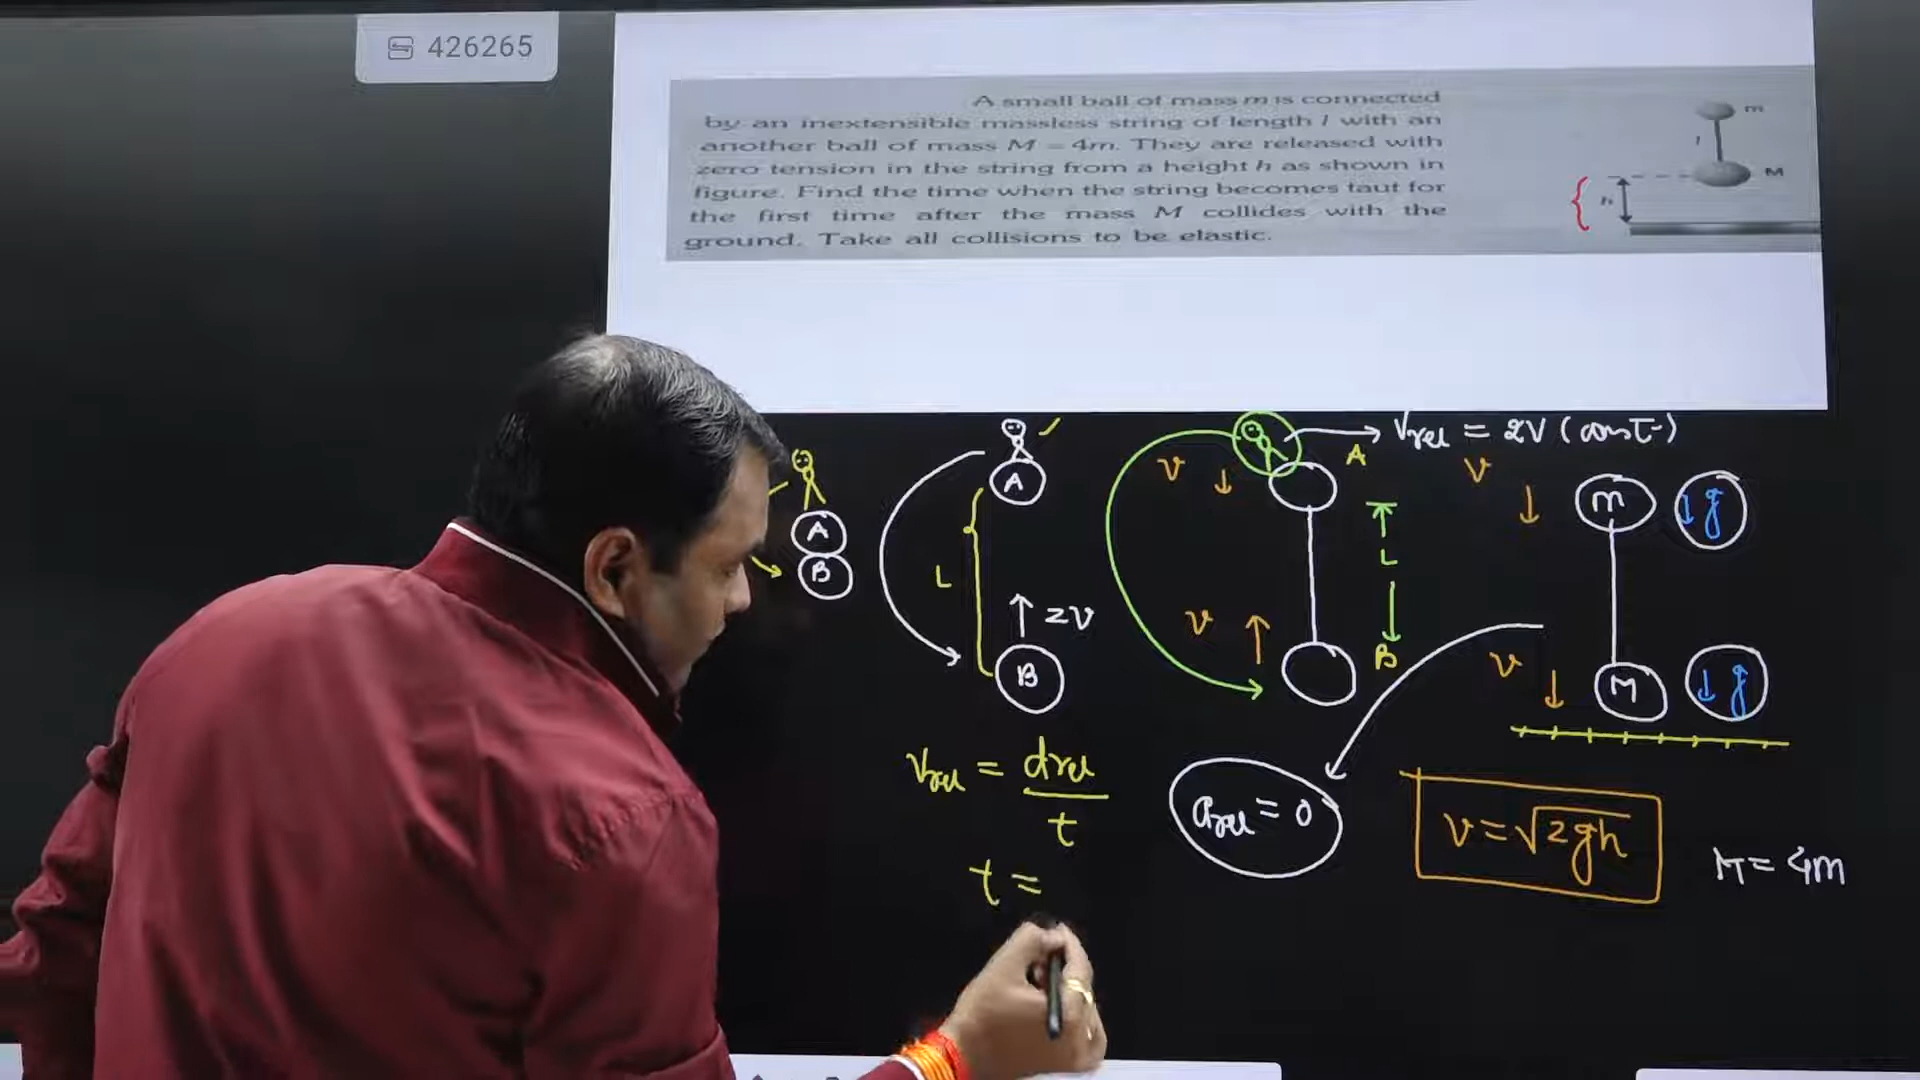 426265
A small ball of mass m is connected
by an inextensible massless string of length l with an
another ball of mass M = 4m. They are released with
zero tension in the string from a height h as shown in
figure. Find the time when the string becomes taut for
the first time after the mass M collides with the
ground. Take all collisions to be elastic.
m
l
M
h
A
B
A
L
2v
B
Vrel = drel / t
t =
Vrel = 2V (const)
A
v
L
v
B
arel = 0
v
m
g
v
M
g
v = √2gh
M = 4m